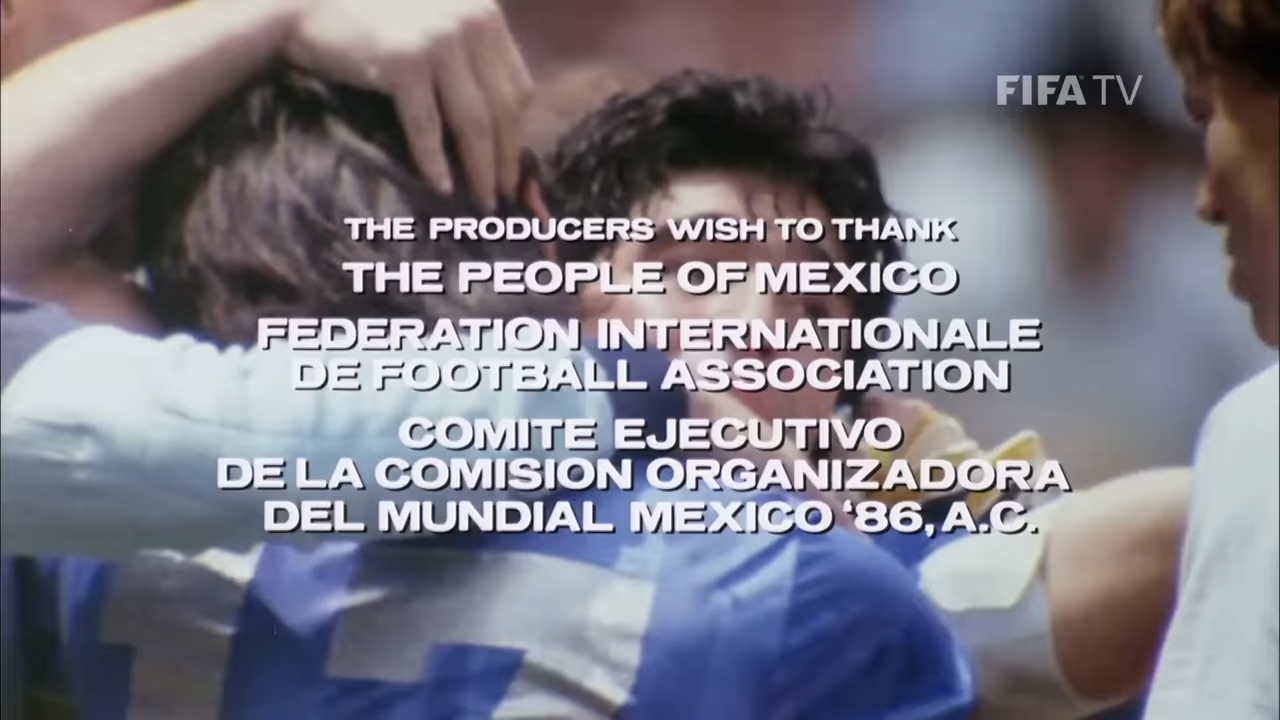 FIFA TV
THE PRODUCERS WISH TO THANK
THE PEOPLE OF MEXICO
FEDERATION INTERNATIONALE
DE FOOTBALL ASSOCIATION
COMITE EJECUTIVO
DE LA COMISION ORGANIZADORA
DEL MUNDIAL MEXICO ‘86, A.C.